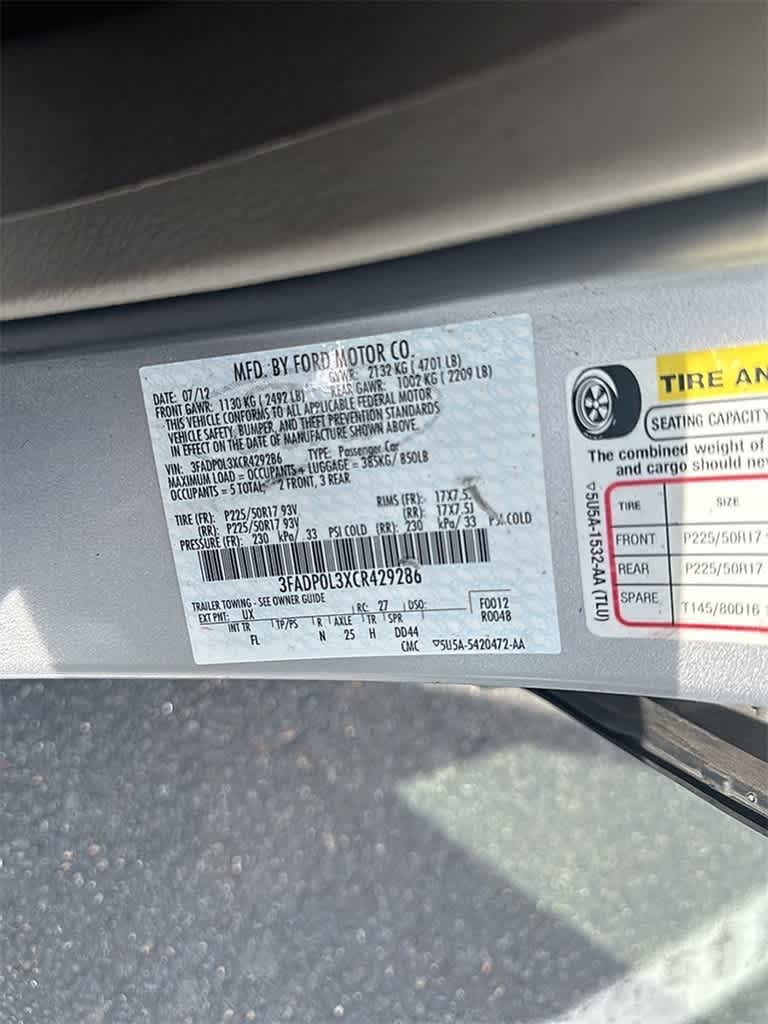 MFD. BY FORD MOTOR CO.
DATE: 07/12 GVWR: 2132 KG ( 4701 LB)
FRONT GAWR: 1130 KG ( 2492 LB) REAR GAWR: 1002 KG ( 2209 LB)
THIS VEHICLE CONFORMS TO ALL APPLICABLE FEDERAL MOTOR
VEHICLE SAFETY, BUMPER, AND THEFT PREVENTION STANDARDS
IN EFFECT ON THE DATE OF MANUFACTURE SHOWN ABOVE.
VIN: 3FADP0L3XCR429286 TYPE: Passenger Car
MAXIMUM LOAD = OCCUPANTS + LUGGAGE = 385KG/ 850LB
OCCUPANTS = 5 TOTAL; 2 FRONT, 3 REAR
TIRE (FR): P225/50R17 93V RIMS (FR): 17X7.5J
(RR): P225/50R17 93V (RR): 17X7.5J
PRESSURE (FR): 230 kPa/ 33 PSI COLD (RR): 230 kPa/ 33 PSI COLD
3FADP0L3XCR429286
TRAILER TOWING - SEE OWNER GUIDE
EXT PNT: UX RC: 27 DSO: F0012
INT TR TP/PS R AXLE TR SPR R0048
FL N 25 H DD44
CMC ▽5U5A-5420472-AA
TIRE AN
SEATING CAPACITY
The combined weight of
and cargo should nev
▽5U5A-1532-AA (TLU)
TIRE SIZE
FRONT P225/50R17
REAR P225/50R17
SPARE T145/80D16